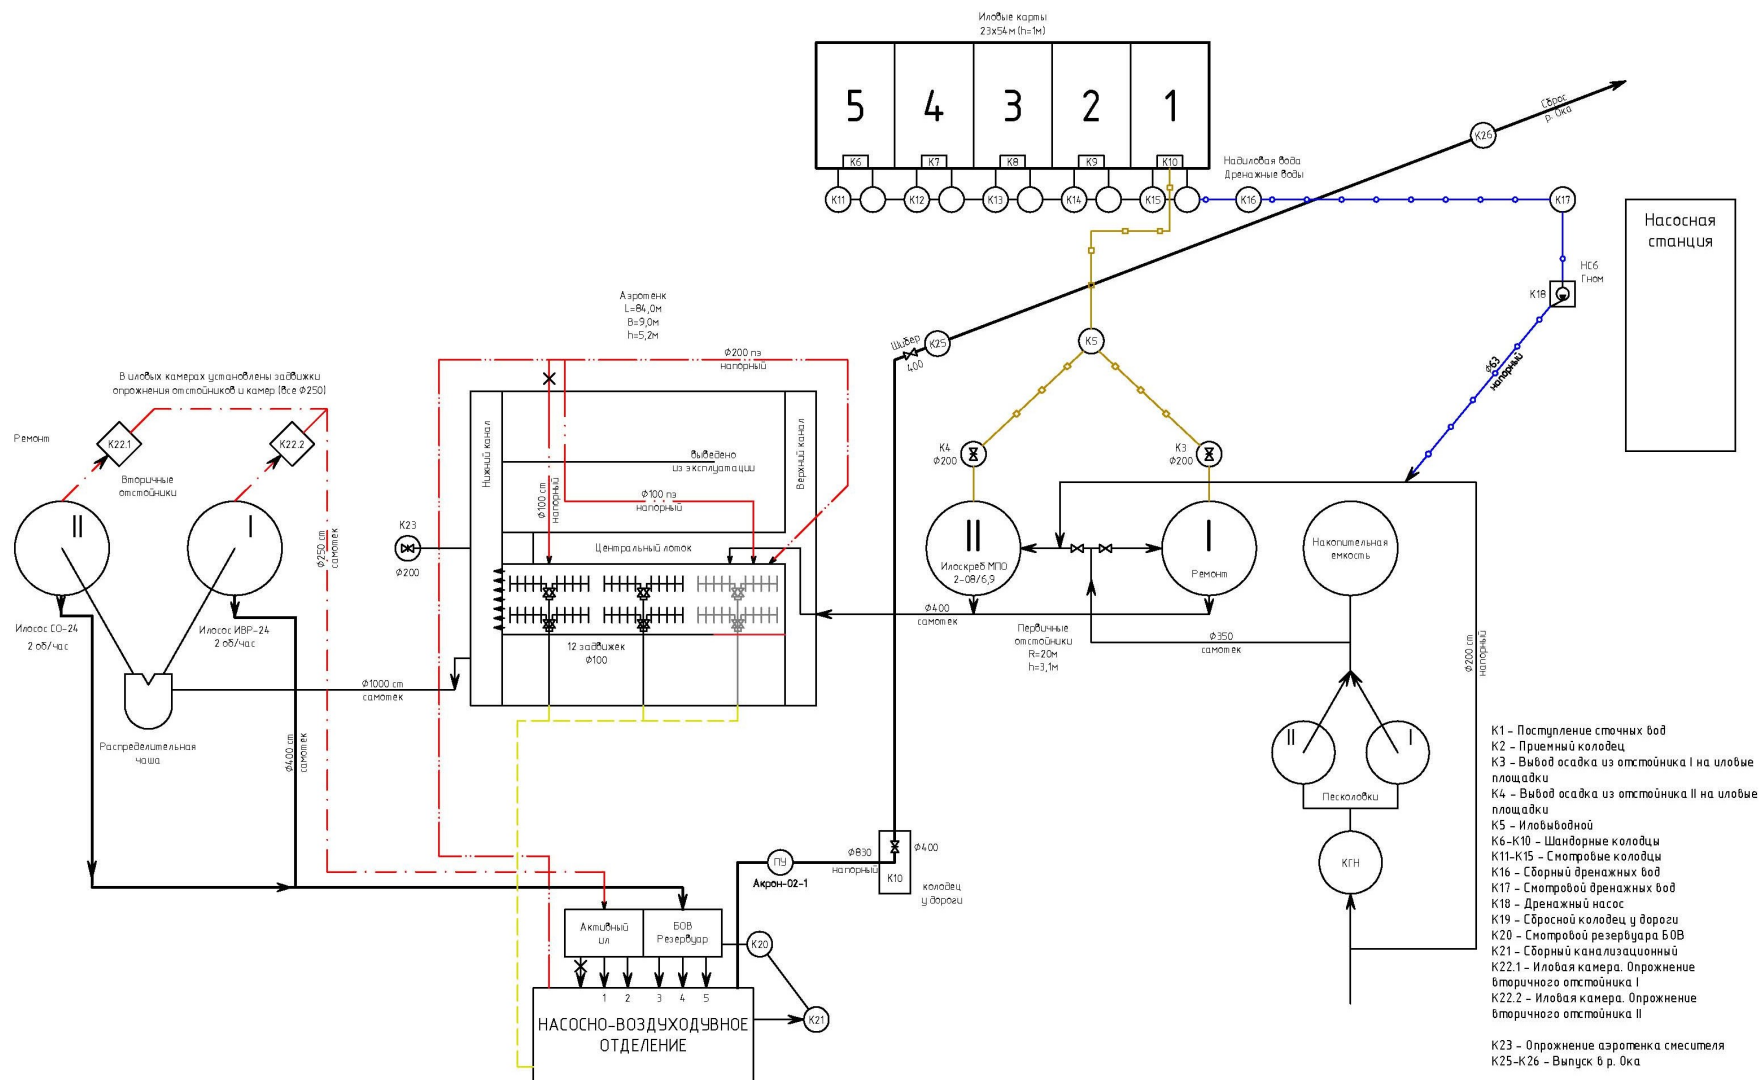 Иловые карты
23х54м (h=1м)
5
4
3
2
1
К6
К7
К8
К9
К10
К11
К12
К13
К14
К15
Надиловая вода
Дренажные воды
К16
К17
К26
Сброс
р. Ока
Насосная
станция
НС6
Гном
К18
Ф63
напорный
Шибер
400
К25
К5
Аэротенк
L=84,0м
B=9,0м
h=5,2м
Ф200 пэ
напорный
В иловых камерах установлены задвижки
опрожнения отстойников и камер (все Ф250)
Ремонт
К22.1
К22.2
Вторичные
отстойники
II
I
Ф250 cm
самотек
Нижний канал
Верхний канал
выведено
из эксплуатации
Ф100 cm
напорный
Ф100 пэ
напорный
К23
Ф200
Центральный лоток
12 задвижек
Ф100
К4
Ф200
К3
Ф200
II
Илоскреб МПО
2-08/6,9
I
Ремонт
Накопительная
емкость
Ф400
самотек
Первичные
отстойники
R=20м
h=3,1м
Ф350
самотек
Ф200 cm
напорный
Илосос СО-24
2 об/час
Илосос ИВР-24
2 об/час
Ф1000 cm
самотек
Распределительная
чаша
Ф400 cm
самотек
II
I
Песколовки
КГН
Ф830
напорный
Ф400
К10
колодец
у дороги
ПУ
Акрон-02-1
Активный
ил
БОВ
Резервуар
К20
К21
1
2
3
4
5
НАСОСНО-ВОЗДУХОДУВНОЕ
ОТДЕЛЕНИЕ
К1 - Поступление сточных вод
К2 - Приемный колодец
К3 - Вывод осадка из отстойника I на иловые
площадки
К4 - Вывод осадка из отстойника II на иловые
площадки
К5 - Иловыводной
К6-К10 - Шандорные колодцы
К11-К15 - Смотровые колодцы
К16 - Сборный дренажных вод
К17 - Смотровой дренажных вод
К18 - Дренажный насос
К19 - Сбросной колодец у дороги
К20 - Смотровой резервуара БОВ
К21 - Сборный канализационный
К22.1 - Иловая камера. Опрожнение
вторичного отстойника I
К22.2 - Иловая камера. Опрожнение
вторичного отстойника II
К23 - Опрожнение аэротенка смесителя
К25-К26 - Выпуск в р. Ока